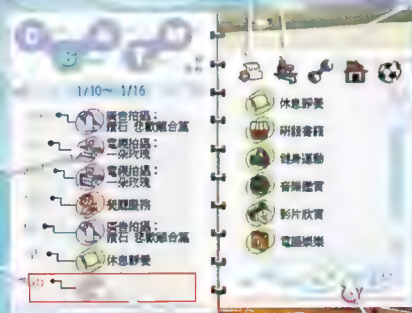 1/10～ 1/16
廣告拍攝：
隕石 悲歡離合篇
電視拍攝：
一朵玫瑰
電視拍攝：
一朵玫瑰
餐廳服務
廣告拍攝：
隕石 悲歡離合篇
休息靜養
休息靜養
研讀書籍
健身運動
音樂鑑賞
影片欣賞
電腦娛樂